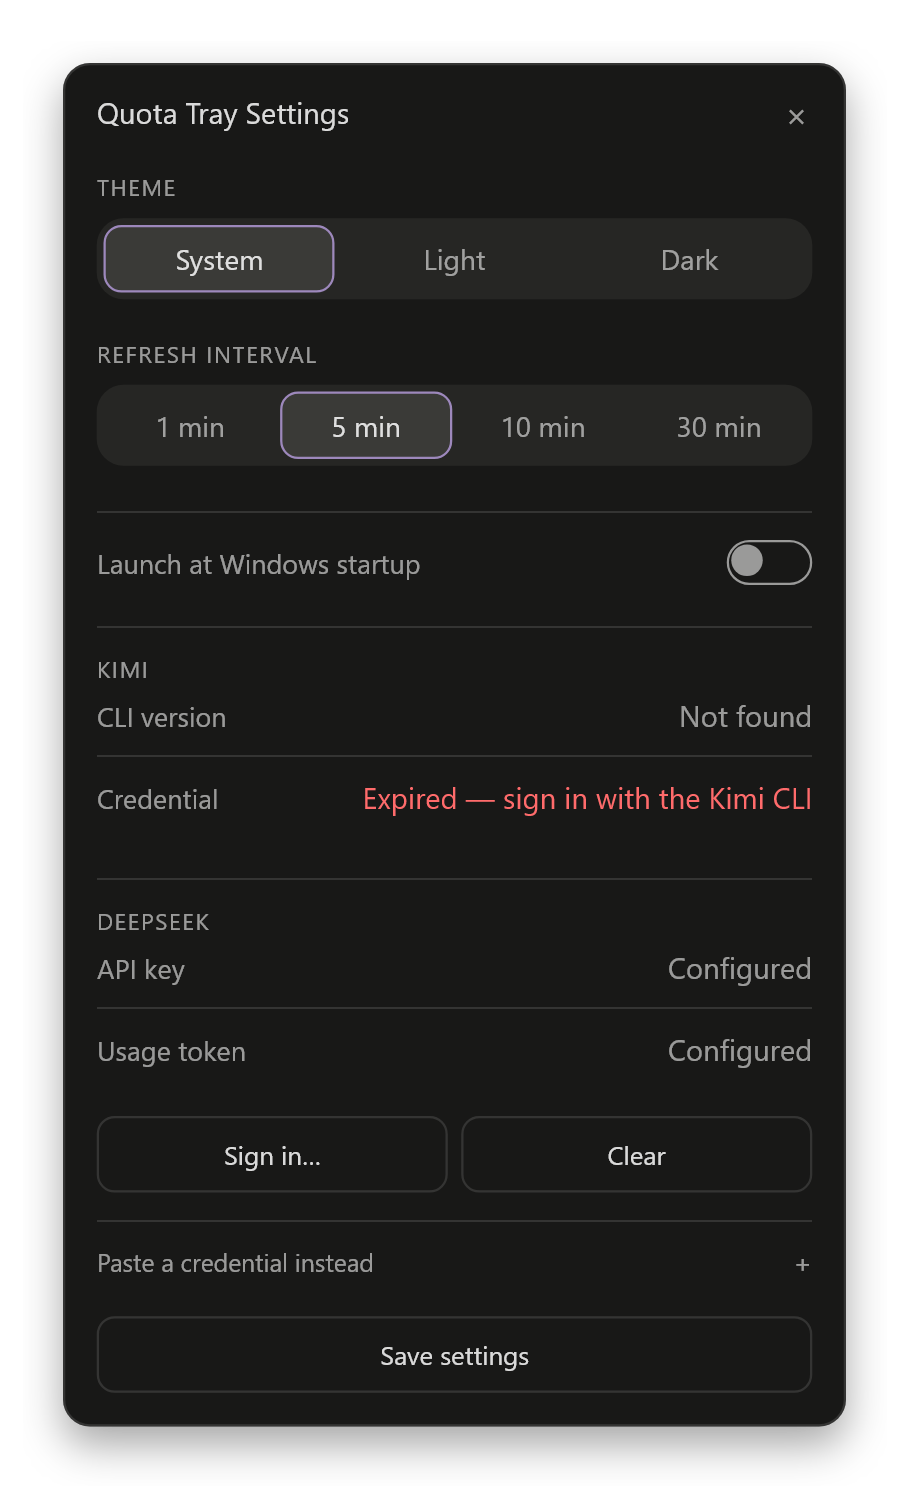 Quota Tray Settings ×
THEME
System Light Dark
REFRESH INTERVAL
1 min 5 min 10 min 30 min
Launch at Windows startup
KIMI
CLI version Not found
Credential Expired — sign in with the Kimi CLI
DEEPSEEK
API key Configured
Usage token Configured
Sign in... Clear
Paste a credential instead +
Save settings